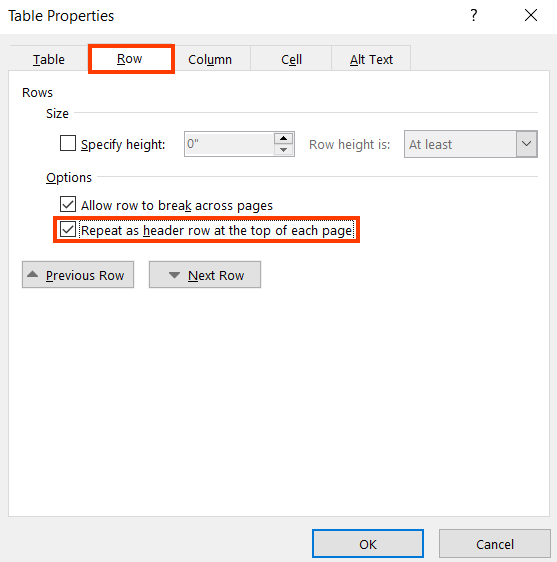 Table Properties ?
Table Row Column Cell Alt Text
Rows
Size
Specify height: 0" Row height is: At least
Options
Allow row to break across pages
Repeat as header row at the top of each page
Previous Row Next Row
OK Cancel